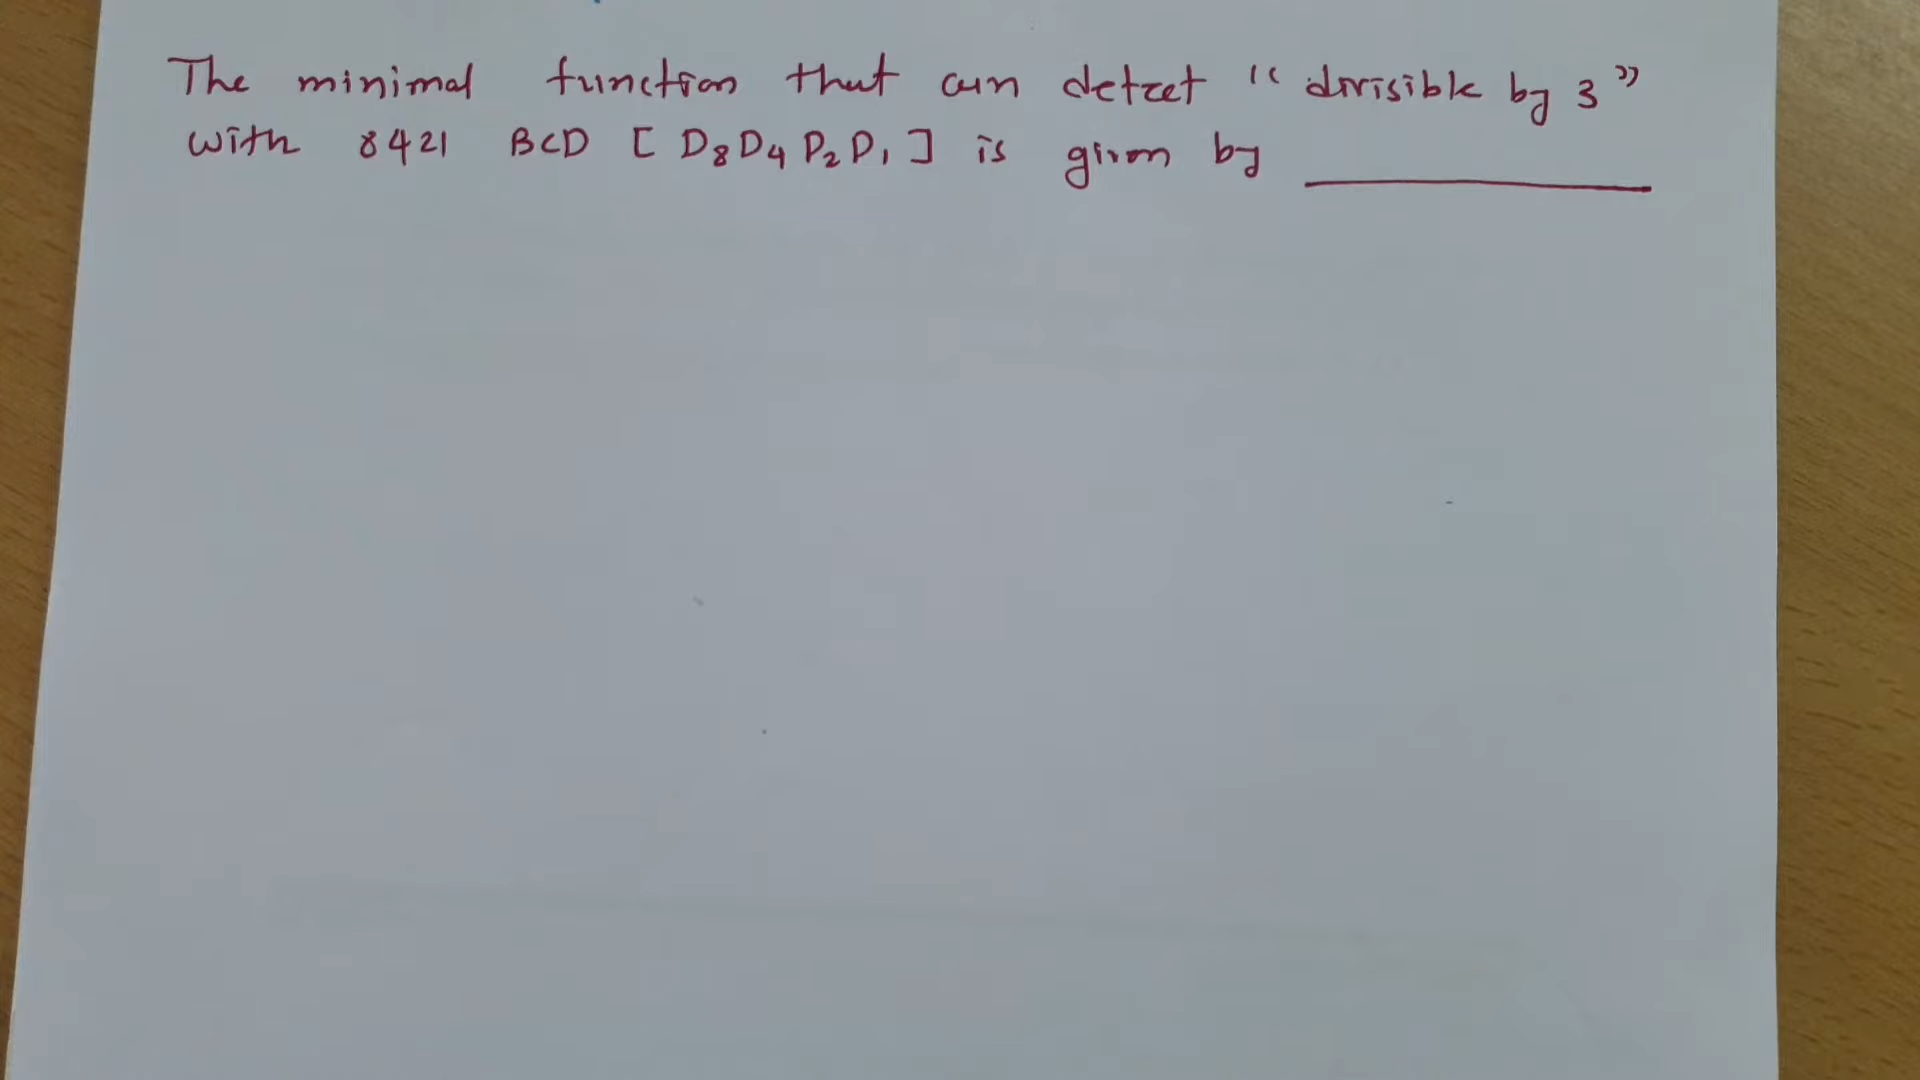 The minimal function that can detect "divisible by 3"
with 8421 BCD [ D₈D₄D₂D₁ ] is given by ________